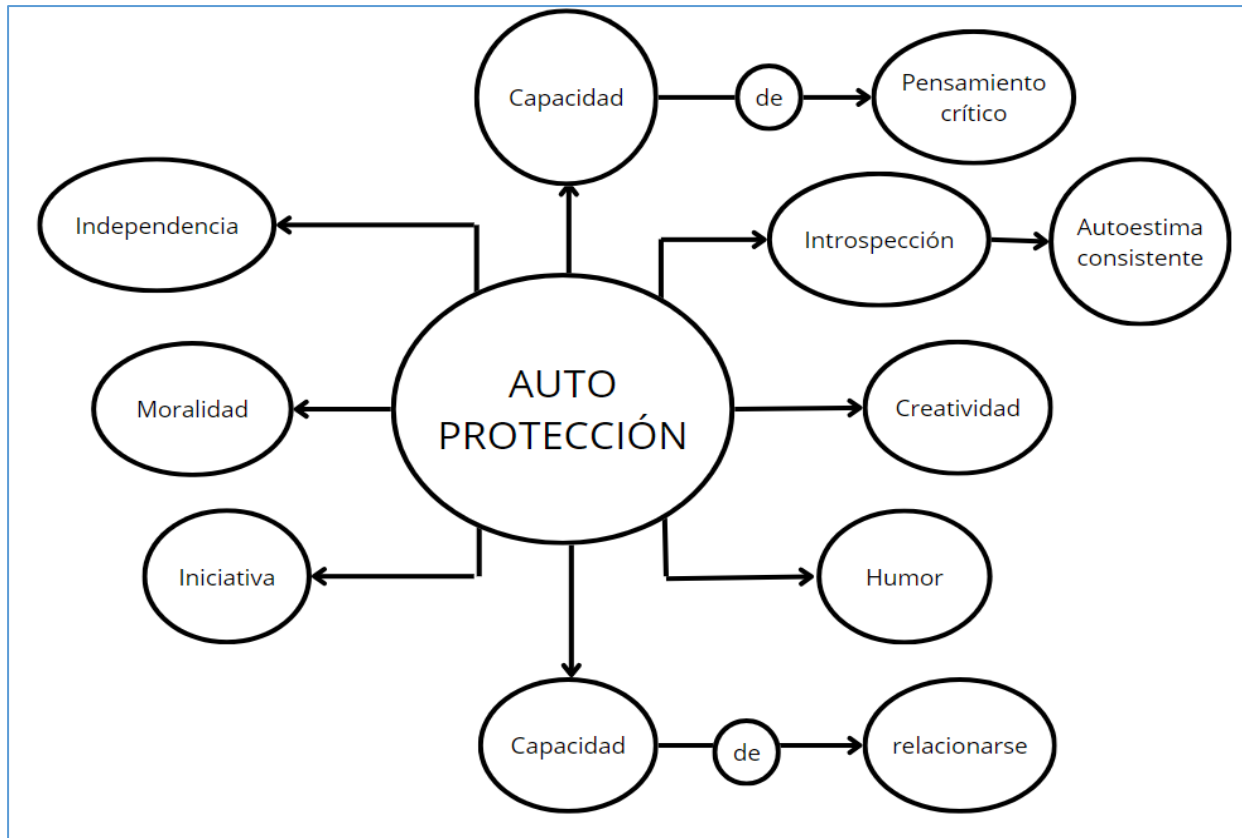 Capacidad
de
Pensamiento
crítico
Independencia
Introspección
Autoestima
consistente
AUTO
PROTECCIÓN
Moralidad
Creatividad
Iniciativa
Humor
Capacidad
de
relacionarse